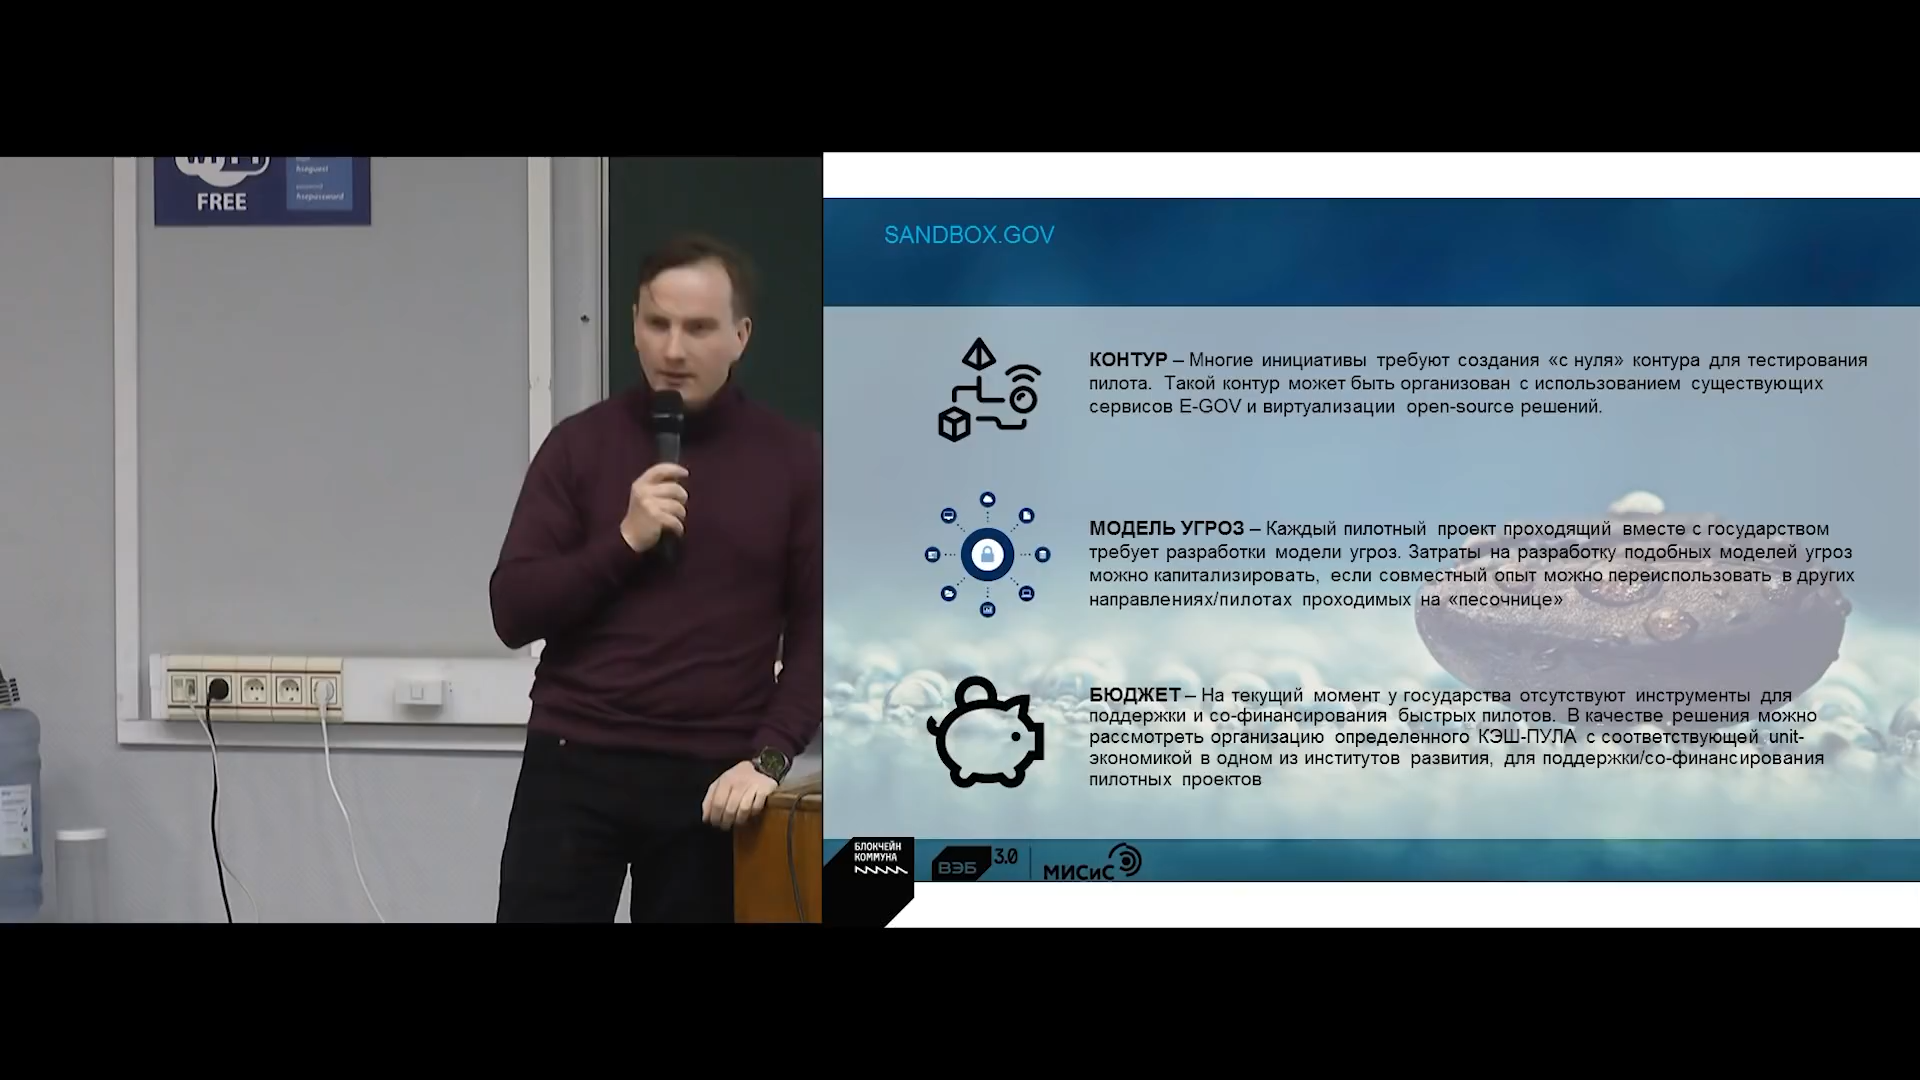 FREE
hseguest
hsepassword
SANDBOX.GOV
КОНТУР – Многие инициативы требуют создания «с нуля» контура для тестирования
пилота. Такой контур может быть организован с использованием существующих
сервисов E-GOV и виртуализации open-source решений.
МОДЕЛЬ УГРОЗ – Каждый пилотный проект проходящий вместе с государством
требует разработки модели угроз. Затраты на разработку подобных моделей угроз
можно капитализировать, если совместный опыт можно переиспользовать в других
направлениях/пилотах проходимых на «песочнице»
БЮДЖЕТ – На текущий момент у государства отсутствуют инструменты для
поддержки и со-финансирования быстрых пилотов. В качестве решения можно
рассмотреть организацию определенного КЭШ-ПУЛА с соответствующей unit-
экономикой в одном из институтов развития, для поддержки/со-финансирования
пилотных проектов
БЛОКЧЕЙН
КОММУНА
ВЭБ 3.0
МИСиС